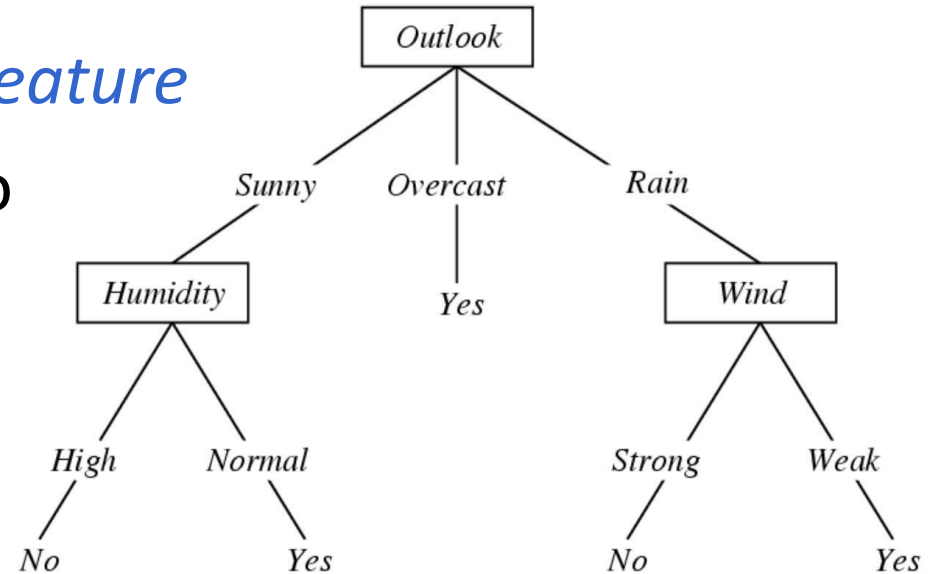 Outlook
eature
Sunny Overcast Rain
Humidity Yes Wind
High Normal Strong Weak
No Yes No Yes